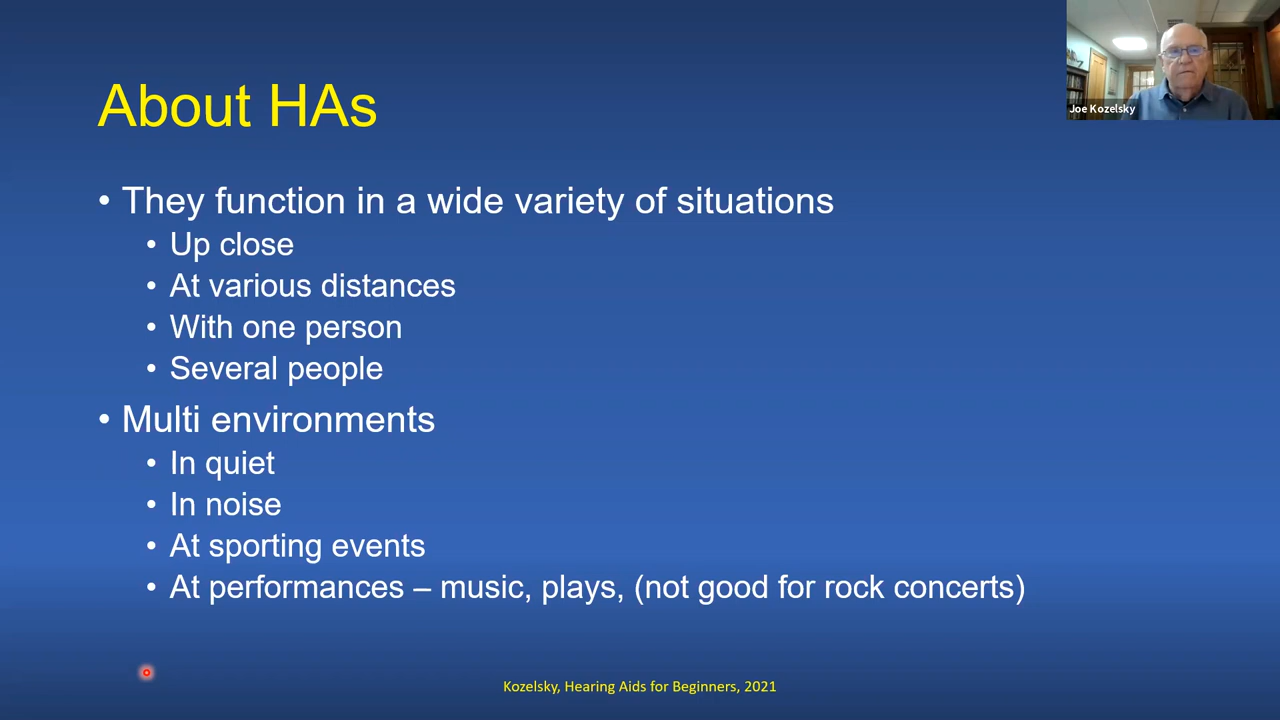 Joe Kozelsky
About HAs
• They function in a wide variety of situations
• Up close
• At various distances
• With one person
• Several people
• Multi environments
• In quiet
• In noise
• At sporting events
• At performances – music, plays, (not good for rock concerts)
Kozelsky, Hearing Aids for Beginners, 2021